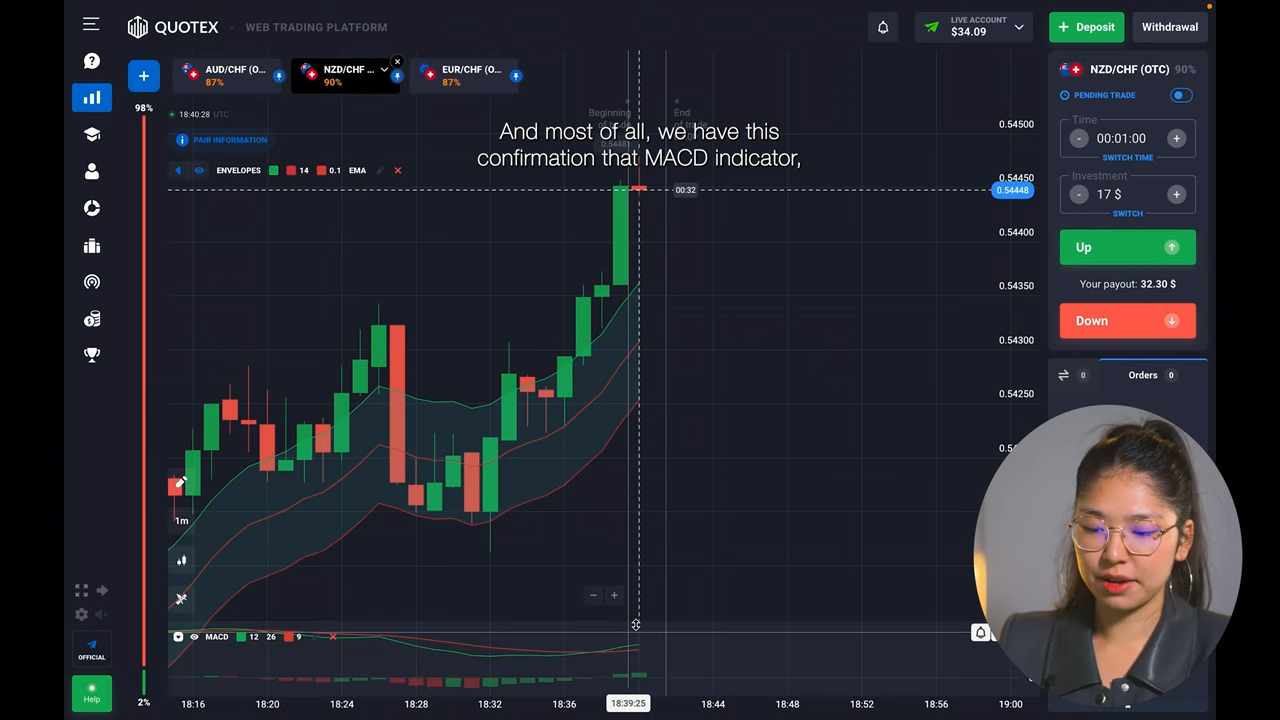 QUOTEX
WEB TRADING PLATFORM
LIVE ACCOUNT
$34.09
+ Deposit
Withdrawal
AUD/CHF (O...
87%
NZD/CHF ...
90%
EUR/CHF (O...
87%
98%
18:40:28 UTC
PAIR INFORMATION
ENVELOPES 14 0.1 EMA
Beginning
End
And most of all, we have this
confirmation that MACD indicator,
00:32
0.54500
0.54450
0.54448
0.54400
0.54350
0.54300
0.54250
NZD/CHF (OTC) 90%
PENDING TRADE
Time
- 00:01:00 +
SWITCH TIME
Investment
- 17 $ +
SWITCH
Up
Your payout: 32.30 $
Down
0
Orders 0
1m
MACD 12 26 9
OFFICIAL
Help
2%
18:16
18:20
18:24
18:28
18:32
18:36
18:39:25
18:44
18:48
18:52
18:56
19:00